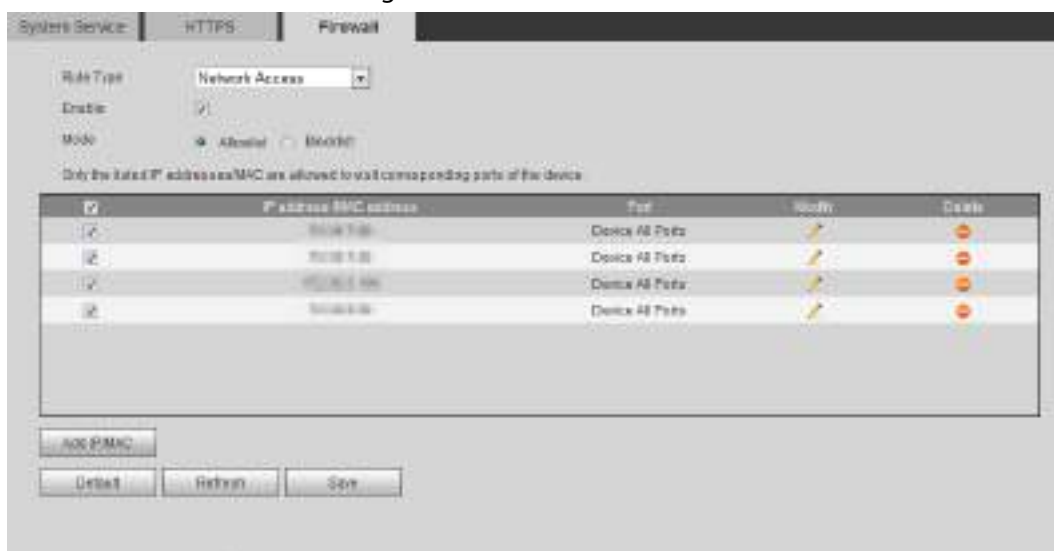 System Service HTTPS Firewall
Rule Type Network Access
Enable
Mode Allowlist Blocklist
Only the listed IP addresses/MAC are allowed to visit corresponding ports of the device
IP address/MAC address Port Modify Delete
Device All Ports
Device All Ports
Device All Ports
Device All Ports
Add IP/MAC
Default Refresh Save